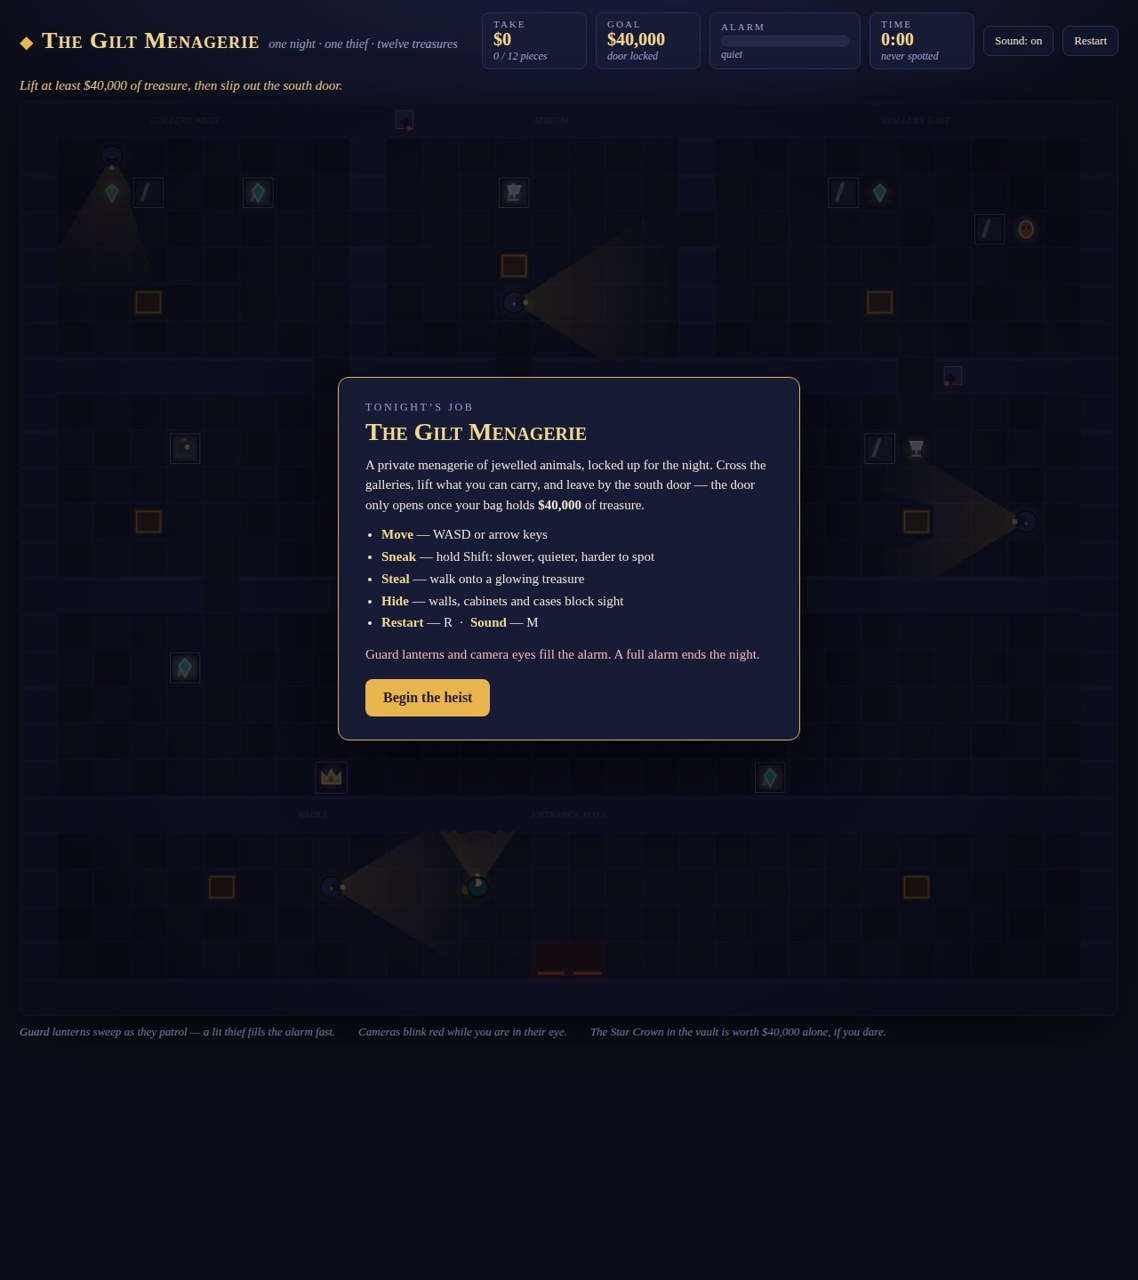 ◆ The Gilt Menagerie one night · one thief · twelve treasures
TAKE
$0
0 / 12 pieces
GOAL
$40,000
door locked
ALARM
quiet
TIME
0:00
never spotted
Sound: on
Restart
Lift at least $40,000 of treasure, then slip out the south door.
GALLERY WEST
ATRIUM
GALLERY EAST
TONIGHT'S JOB
The Gilt Menagerie
A private menagerie of jewelled animals, locked up for the night. Cross the
galleries, lift what you can carry, and leave by the south door — the door
only opens once your bag holds $40,000 of treasure.
• Move — WASD or arrow keys
• Sneak — hold Shift: slower, quieter, harder to spot
• Steal — walk onto a glowing treasure
• Hide — walls, cabinets and cases block sight
• Restart — R · Sound — M
Guard lanterns and camera eyes fill the alarm. A full alarm ends the night.
Begin the heist
VAULT
ENTRANCE HALL
Guard lanterns sweep as they patrol — a lit thief fills the alarm fast. Cameras blink red while you are in their eye. The Star Crown in the vault is worth $40,000 alone, if you dare.